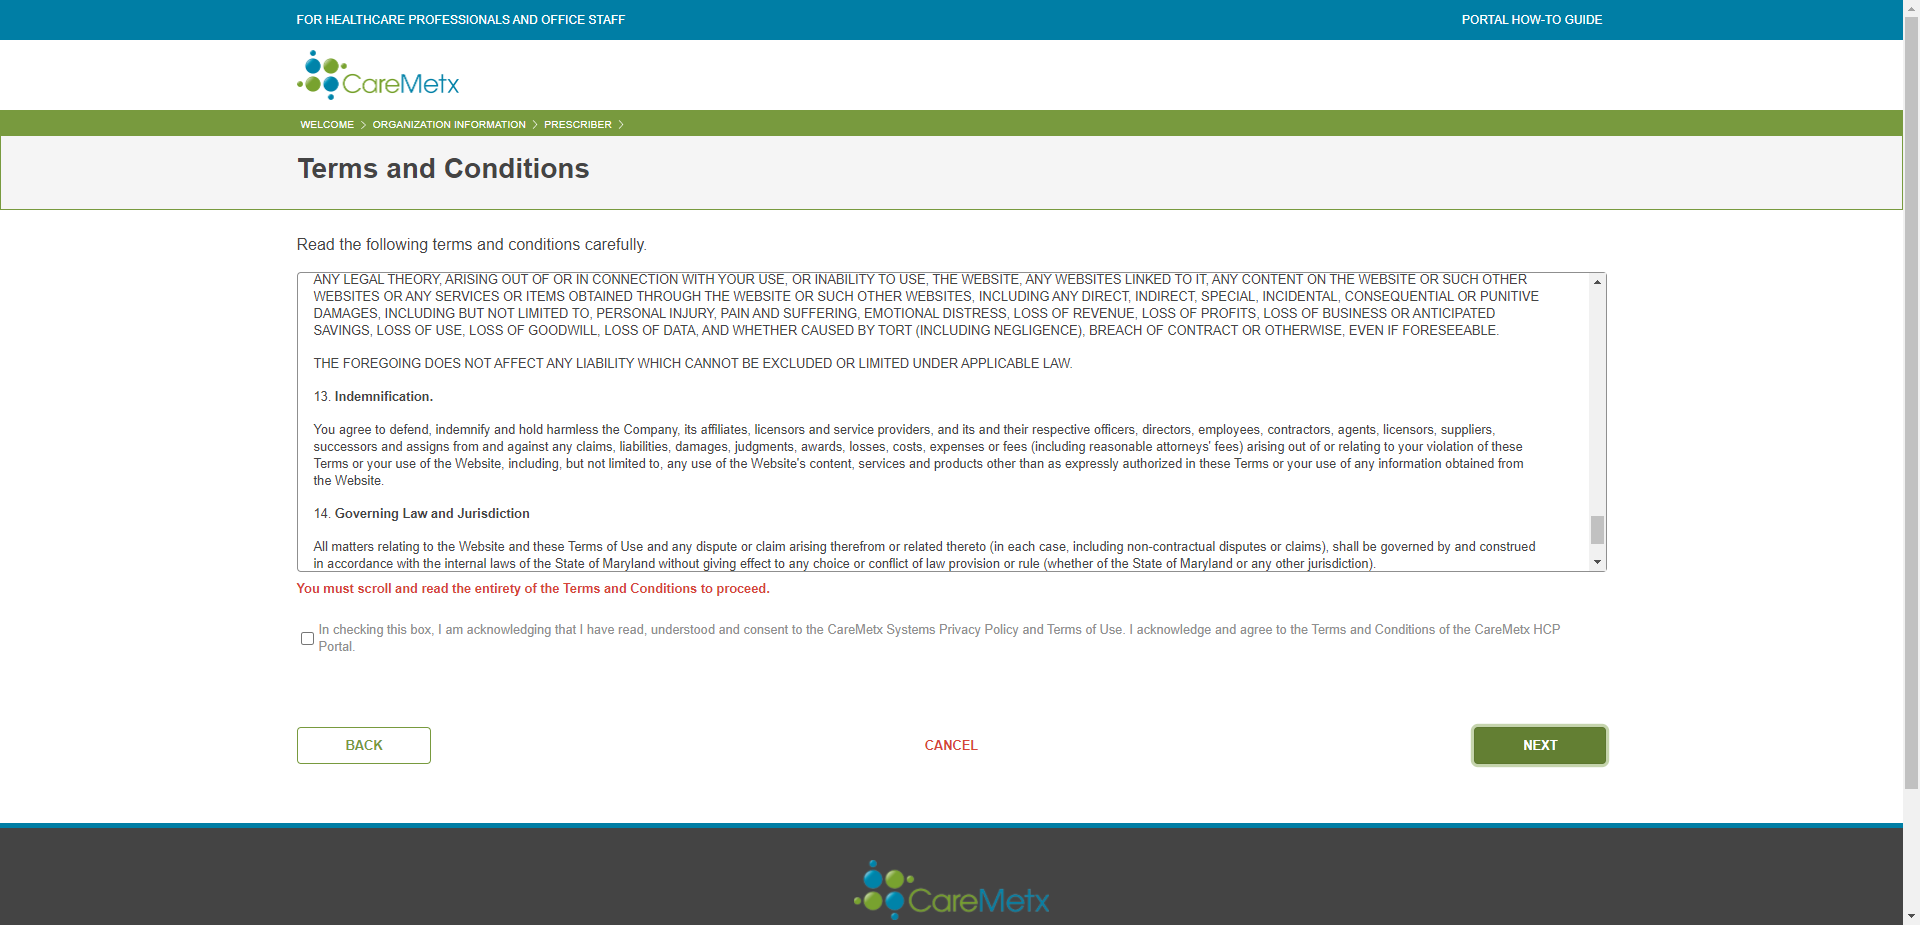 FOR HEALTHCARE PROFESSIONALS AND OFFICE STAFF
PORTAL HOW-TO GUIDE
CareMetx
WELCOME > ORGANIZATION INFORMATION > PRESCRIBER >
Terms and Conditions
Read the following terms and conditions carefully.
ANY LEGAL THEORY, ARISING OUT OF OR IN CONNECTION WITH YOUR USE, OR INABILITY TO USE, THE WEBSITE, ANY WEBSITES LINKED TO IT, ANY CONTENT ON THE WEBSITE OR SUCH OTHER
WEBSITES OR ANY SERVICES OR ITEMS OBTAINED THROUGH THE WEBSITE OR SUCH OTHER WEBSITES, INCLUDING ANY DIRECT, INDIRECT, SPECIAL, INCIDENTAL, CONSEQUENTIAL OR PUNITIVE
DAMAGES, INCLUDING BUT NOT LIMITED TO, PERSONAL INJURY, PAIN AND SUFFERING, EMOTIONAL DISTRESS, LOSS OF REVENUE, LOSS OF PROFITS, LOSS OF BUSINESS OR ANTICIPATED
SAVINGS, LOSS OF USE, LOSS OF GOODWILL, LOSS OF DATA, AND WHETHER CAUSED BY TORT (INCLUDING NEGLIGENCE), BREACH OF CONTRACT OR OTHERWISE, EVEN IF FORESEEABLE.
THE FOREGOING DOES NOT AFFECT ANY LIABILITY WHICH CANNOT BE EXCLUDED OR LIMITED UNDER APPLICABLE LAW.
13. Indemnification.
You agree to defend, indemnify and hold harmless the Company, its affiliates, licensors and service providers, and its and their respective officers, directors, employees, contractors, agents, licensors, suppliers,
successors and assigns from and against any claims, liabilities, damages, judgments, awards, losses, costs, expenses or fees (including reasonable attorneys' fees) arising out of or relating to your violation of these
Terms or your use of the Website, including, but not limited to, any use of the Website's content, services and products other than as expressly authorized in these Terms or your use of any information obtained from
the Website.
14. Governing Law and Jurisdiction
All matters relating to the Website and these Terms of Use and any dispute or claim arising therefrom or related thereto (in each case, including non-contractual disputes or claims), shall be governed by and construed
in accordance with the internal laws of the State of Maryland without giving effect to any choice or conflict of law provision or rule (whether of the State of Maryland or any other jurisdiction).
You must scroll and read the entirety of the Terms and Conditions to proceed.
In checking this box, I am acknowledging that I have read, understood and consent to the CareMetx Systems Privacy Policy and Terms of Use. I acknowledge and agree to the Terms and Conditions of the CareMetx HCP
Portal.
BACK
CANCEL
NEXT
CareMetx